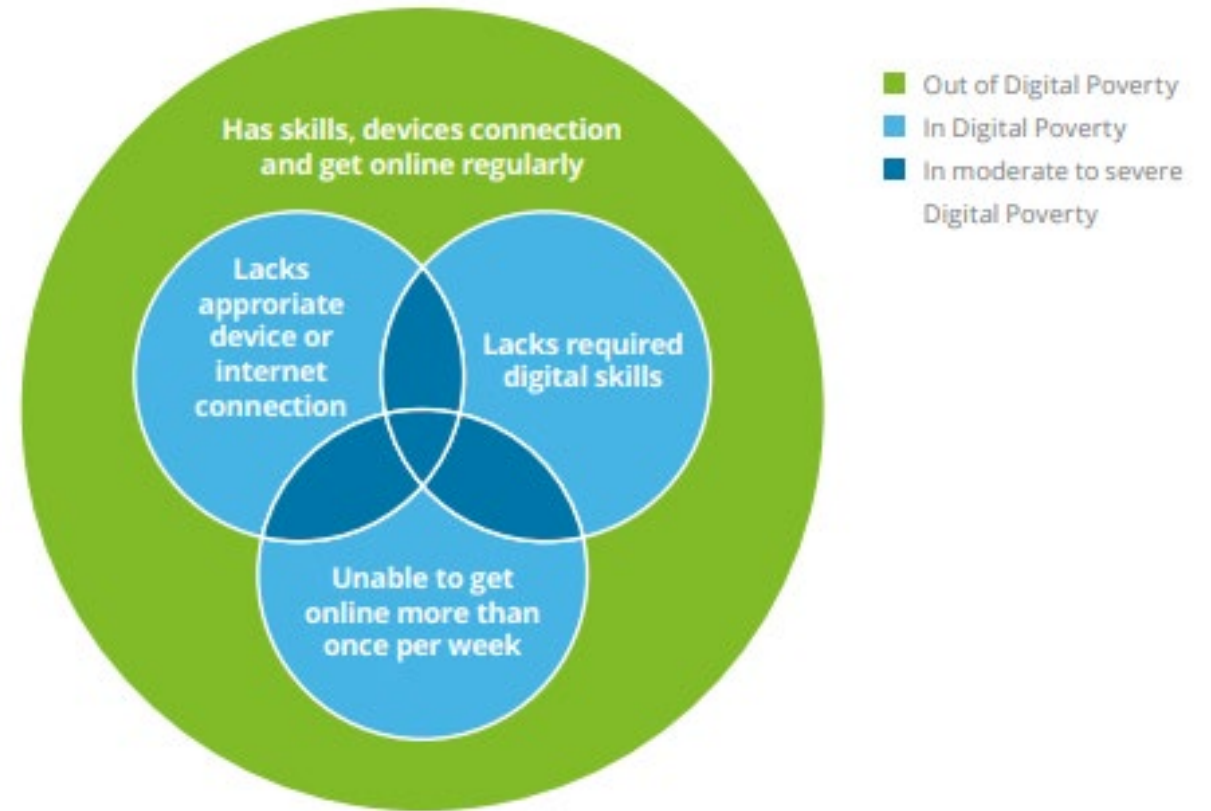 Has skills, devices connection
and get online regularly
Lacks
approriate
device or
internet
connection
Lacks required
digital skills
Unable to get
online more than
once per week
Out of Digital Poverty
In Digital Poverty
In moderate to severe
Digital Poverty